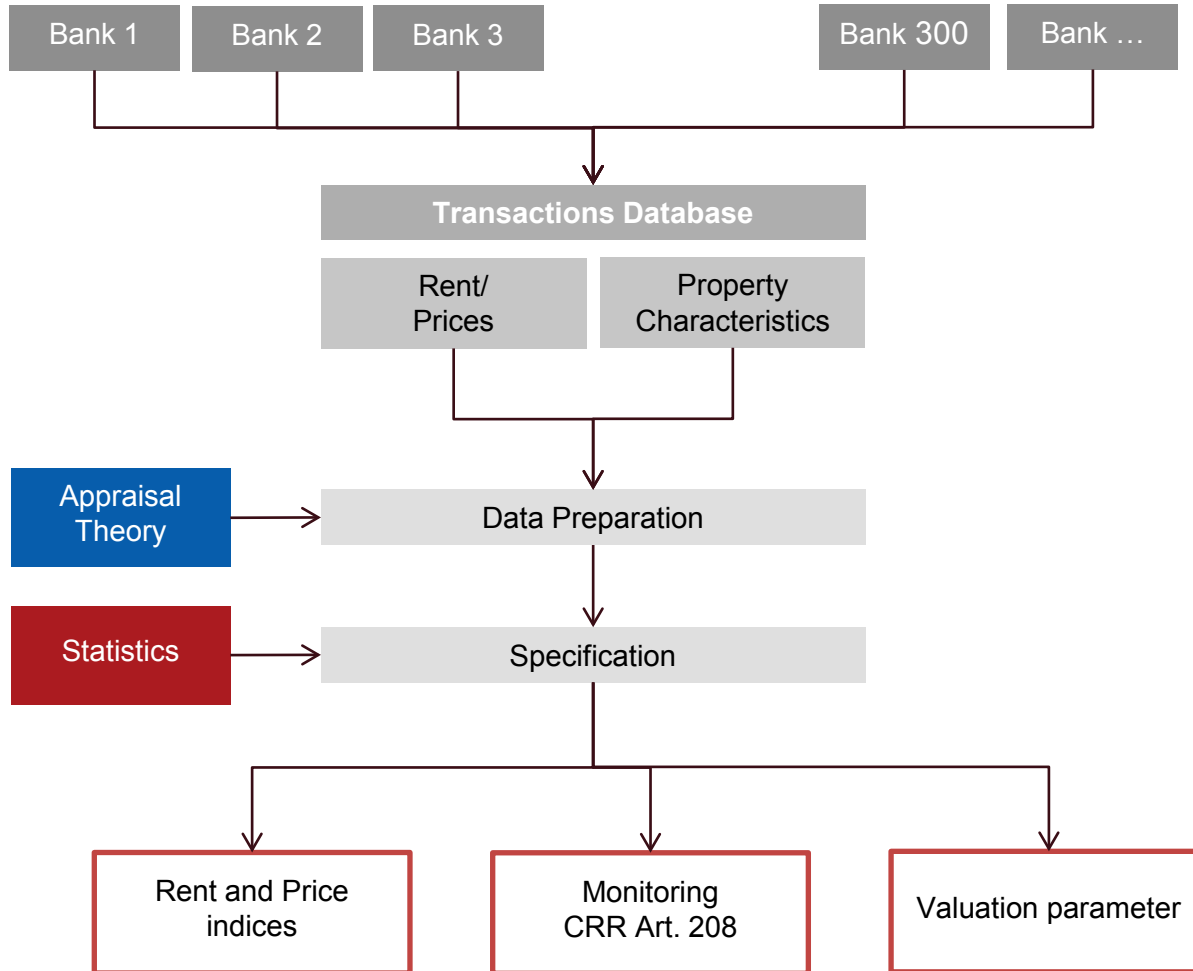 Bank 1
Bank 2
Bank 3
Bank 300
Bank …
Transactions Database
Rent/
Prices
Property
Characteristics
Appraisal
Theory
Data Preparation
Statistics
Specification
Rent and Price
indices
Monitoring
CRR Art. 208
Valuation parameter